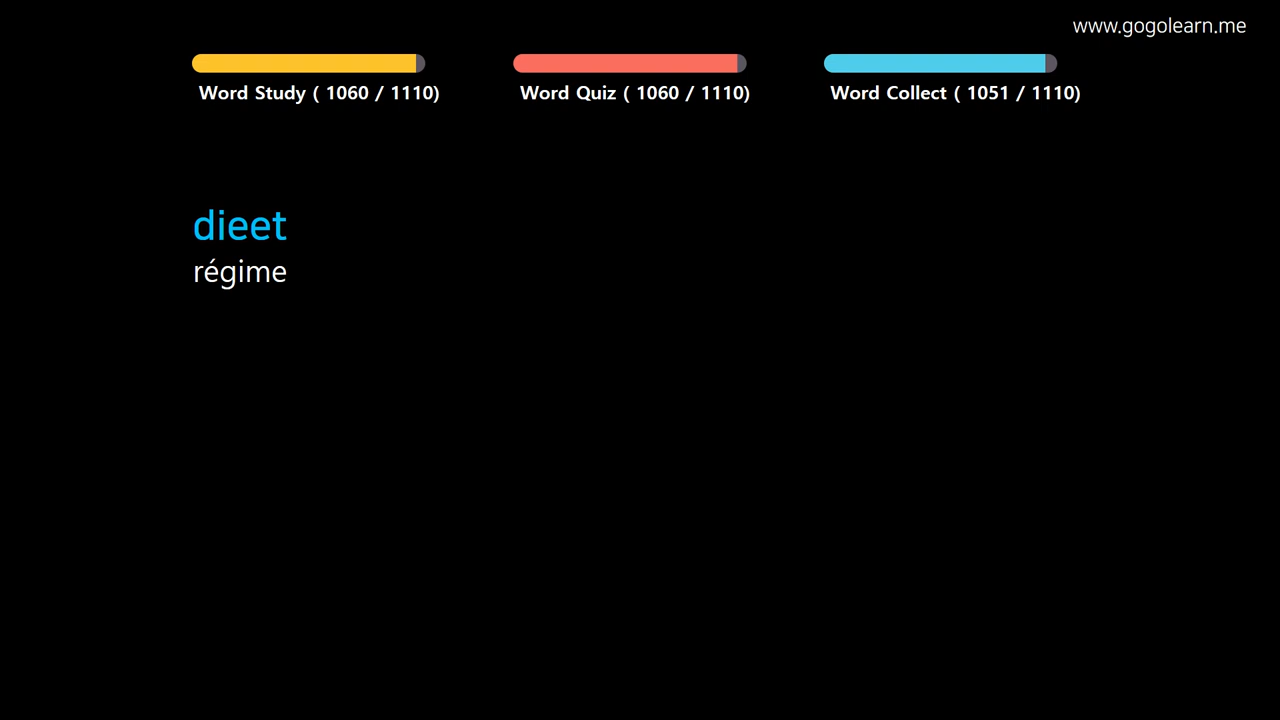 www.gogolearn.me
Word Study ( 1060 / 1110)
Word Quiz ( 1060 / 1110)
Word Collect ( 1051 / 1110)
dieet
régime